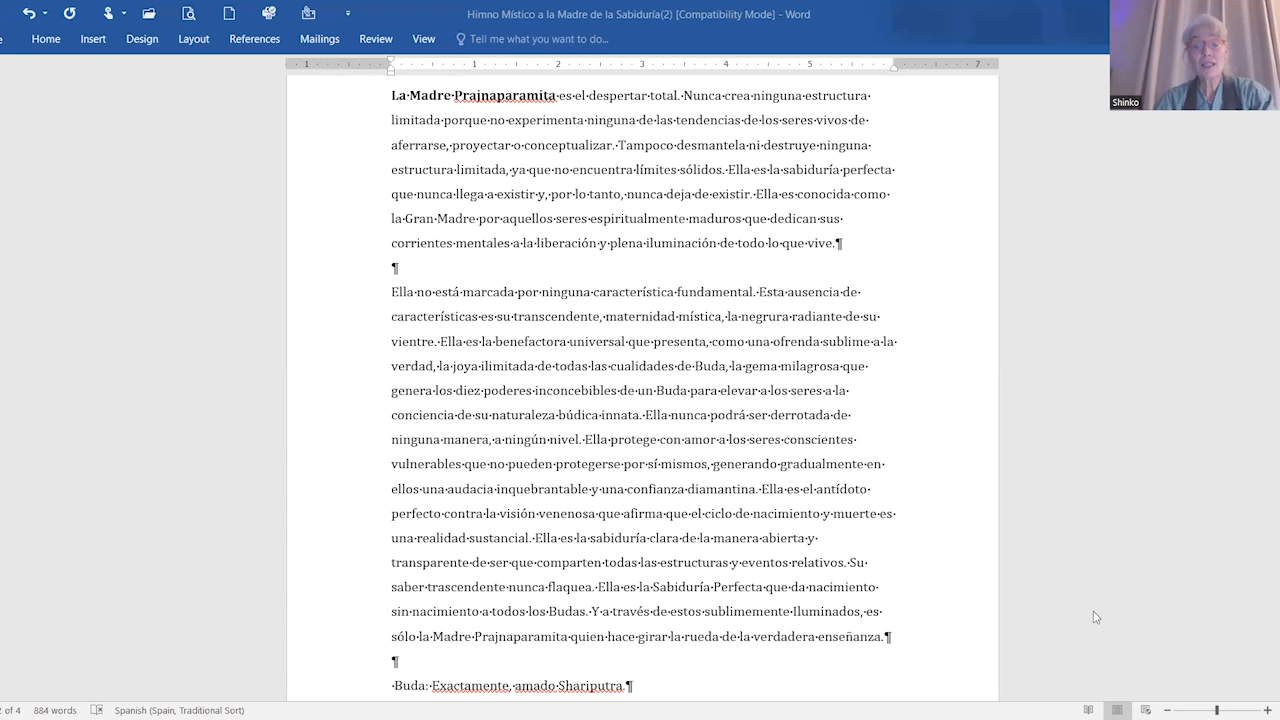 Himno Místico a la Madre de la Sabiduría(2) [Compatibility Mode] - Word
Home Insert Design Layout References Mailings Review View Tell me what you want to do...
Shinko
1 1 2 3 4 5 7
La Madre Prajnaparamita es el despertar total. Nunca crea ninguna estructura
limitada porque no experimenta ninguna de las tendencias de los seres vivos de
aferrarse, proyectar o conceptualizar. Tampoco desmantela ni destruye ninguna
estructura limitada, ya que no encuentra límites sólidos. Ella es la sabiduría perfecta
que nunca llega a existir y, por lo tanto, nunca deja de existir. Ella es conocida como
la Gran Madre por aquellos seres espiritualmente maduros que dedican sus
corrientes mentales a la liberación y plena iluminación de todo lo que vive.¶
¶
Ella no está marcada por ninguna característica fundamental. Esta ausencia de
características es su transcendente, maternidad mística, la negrura radiante de su
vientre. Ella es la benefactora universal que presenta, como una ofrenda sublime a la
verdad, la joya ilimitada de todas las cualidades de Buda, la gema milagrosa que
genera los diez poderes inconcebibles de un Buda para elevar a los seres a la
conciencia de su naturaleza búdica innata. Ella nunca podrá ser derrotada de
ninguna manera, a ningún nivel. Ella protege con amor a los seres conscientes
vulnerables que no pueden protegerse por sí mismos, generando gradualmente en
ellos una audacia inquebrantable y una confianza diamantina. Ella es el antídoto
perfecto contra la visión venenosa que afirma que el ciclo de nacimiento y muerte es
una realidad sustancial. Ella es la sabiduría clara de la manera abierta y
transparente de ser que comparten todas las estructuras y eventos relativos. Su
saber trascendente nunca flaquea. Ella es la Sabiduría Perfecta que da nacimiento
sin nacimiento a todos los Budas. Y a través de estos sublimemente Iluminados, es
sólo la Madre Prajnaparamita quien hace girar la rueda de la verdadera enseñanza.¶
¶
Buda: Exactamente, amado Shariputra.¶
2 of 4 884 words Spanish (Spain, Traditional Sort)